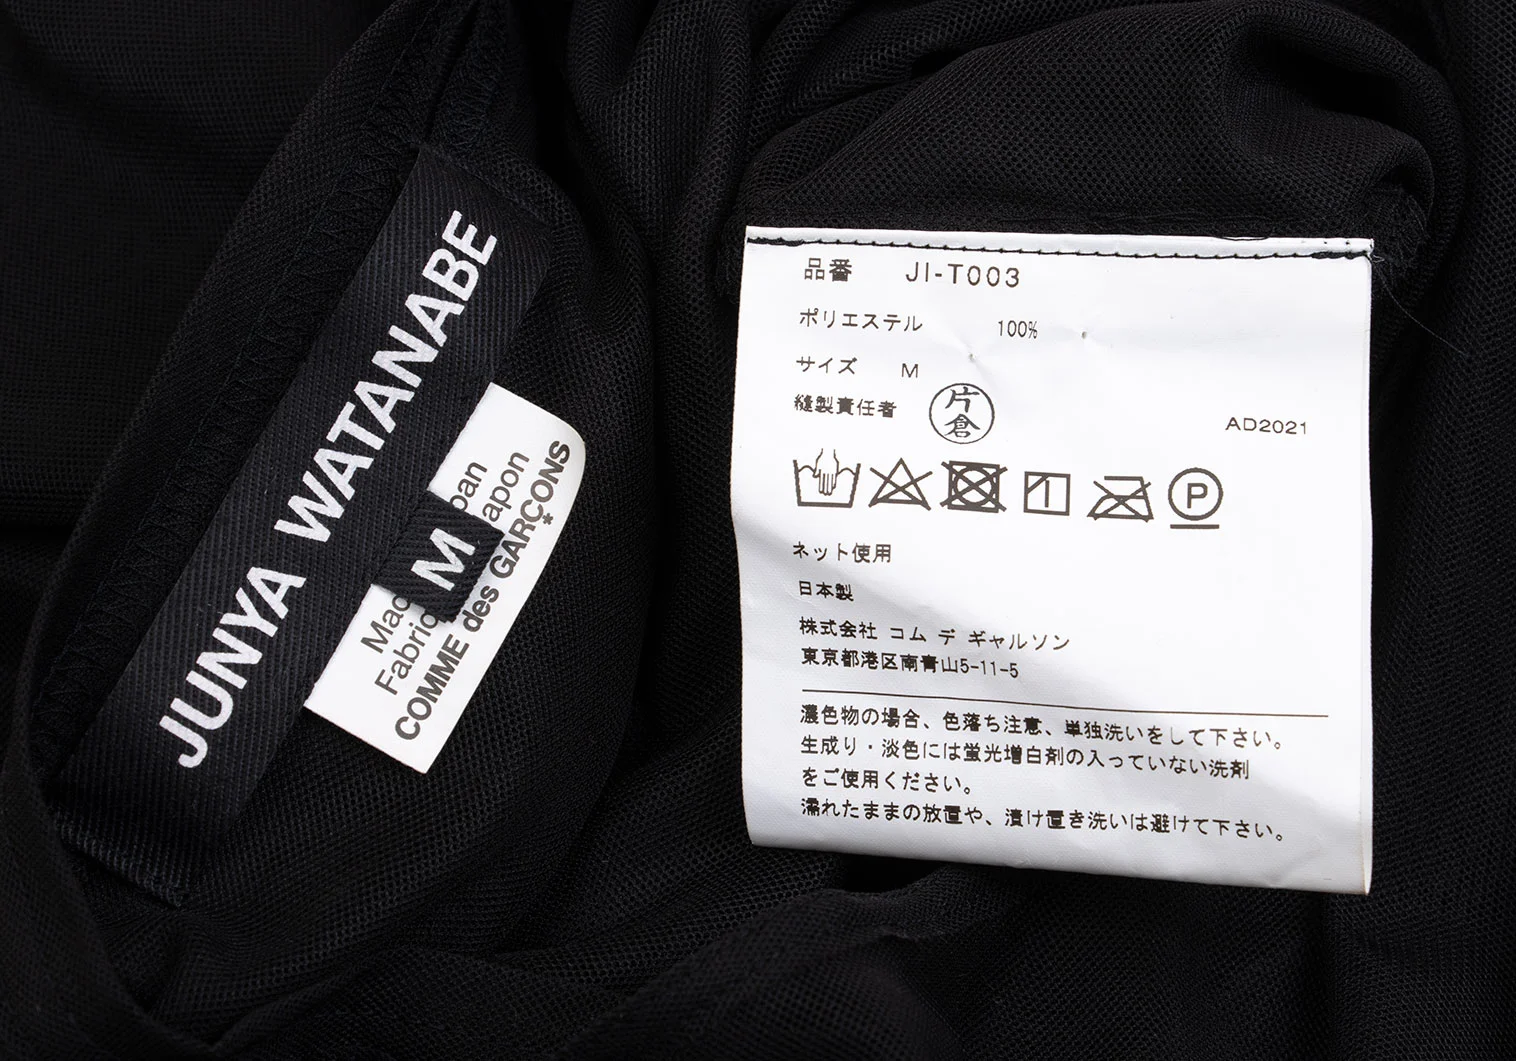 JUNYA WATANABE
M
COMME des GARÇONS*
品番 JI-T003
ポリエステル 100%
サイズ M
縫製責任者 片倉
AD2021
P
ネット使用
日本製
株式会社 コム デ ギャルソン
東京都港区南青山5-11-5
濃色物の場合、色落ち注意、単独洗いをして下さい。
生成り・淡色には蛍光増白剤の入っていない洗剤
をご使用ください。
濡れたままの放置や、漬け置き洗いは避けて下さい。